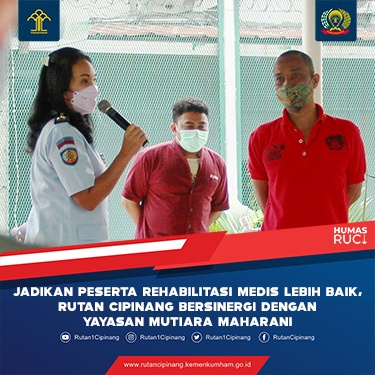 HUMAS
RUCI
JADIKAN PESERTA REHABILITASI MEDIS LEBIH BAIK,
RUTAN CIPINANG BERSINERGI DENGAN
YAYASAN MUTIARA MAHARANI
Rutan1Cipinang Rutan1Cipinang Rutan1Cipinang RutanCipinang
www.rutancipinang.kemenkumham.go.id